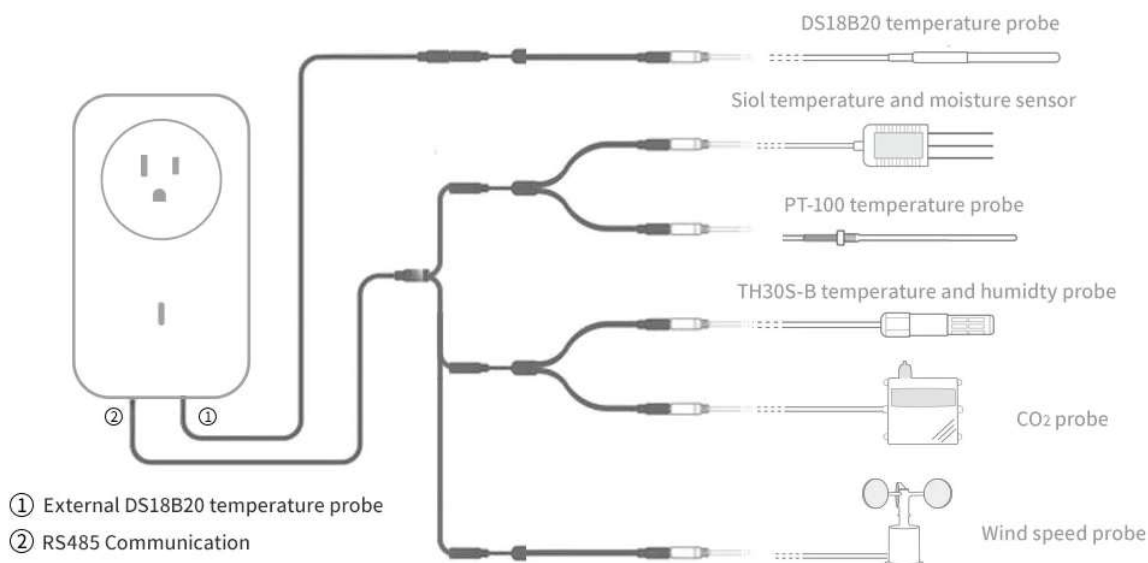 DS18B20 temperature probe
Siol temperature and moisture sensor
PT-100 temperature probe
TH30S-B temperature and humidty probe
CO2 probe
② ①
① External DS18B20 temperature probe
② RS485 Communication
Wind speed probe